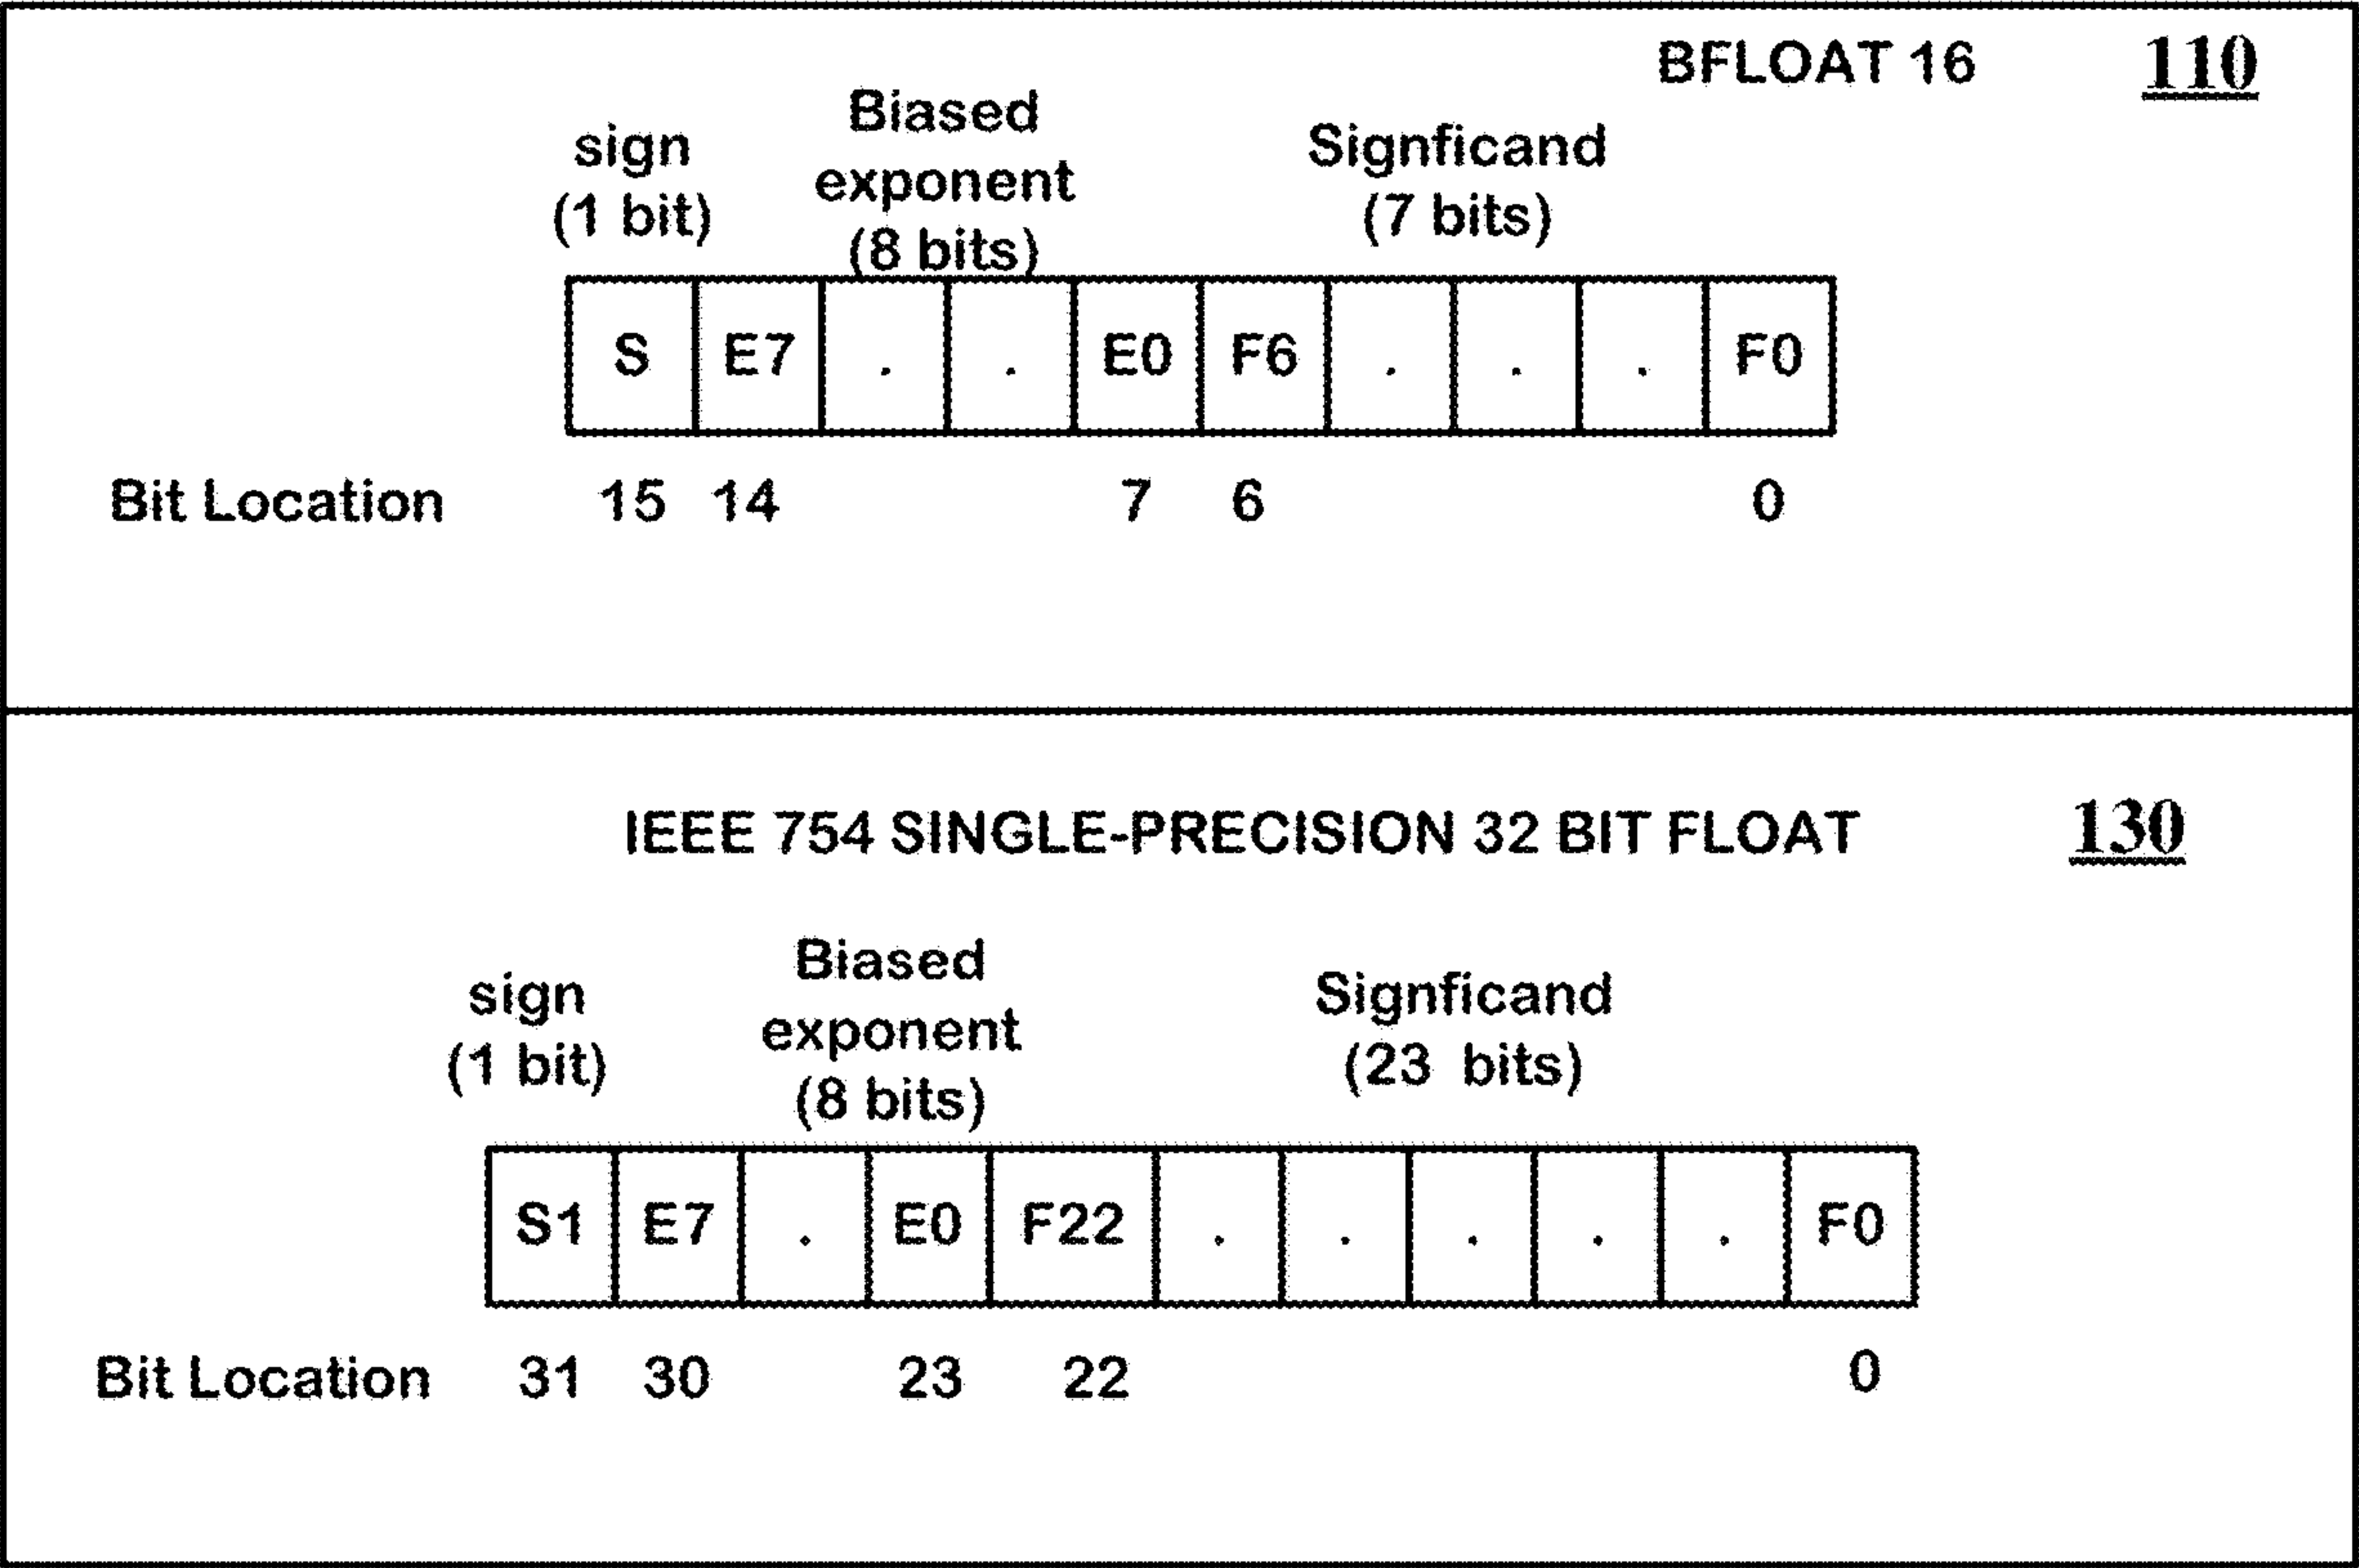 BFLOAT 16 110
sign
(1 bit)
Biased
exponent
(8 bits)
Signficand
(7 bits)
S E7 . . E0 F6 . . . F0
Bit Location 15 14 7 6 0
IEEE 754 SINGLE-PRECISION 32 BIT FLOAT 130
sign
(1 bit)
Biased
exponent
(8 bits)
Signficand
(23 bits)
S1 E7 . E0 F22 . . . . . F0
Bit Location 31 30 23 22 0